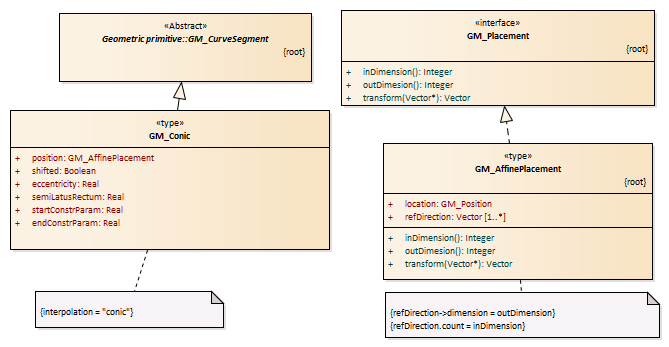 «Abstract»
Geometric primitive::GM_CurveSegment
{root}
«type»
GM_Conic
+ position: GM_AffinePlacement
+ shifted: Boolean
+ eccentricity: Real
+ semiLatusRectum: Real
+ startConstrParam: Real
+ endConstrParam: Real
{interpolation = "conic"}
«interface»
GM_Placement
{root}
+ inDimension(): Integer
+ outDimesion(): Integer
+ transform(Vector*): Vector
«type»
GM_AffinePlacement
{root}
+ location: GM_Position
+ refDirection: Vector [1..*]
+ inDimension(): Integer
+ outDimesion(): Integer
+ transform(Vector*): Vector
{refDirection->dimension = outDimension}
{refDirection.count = inDimension}